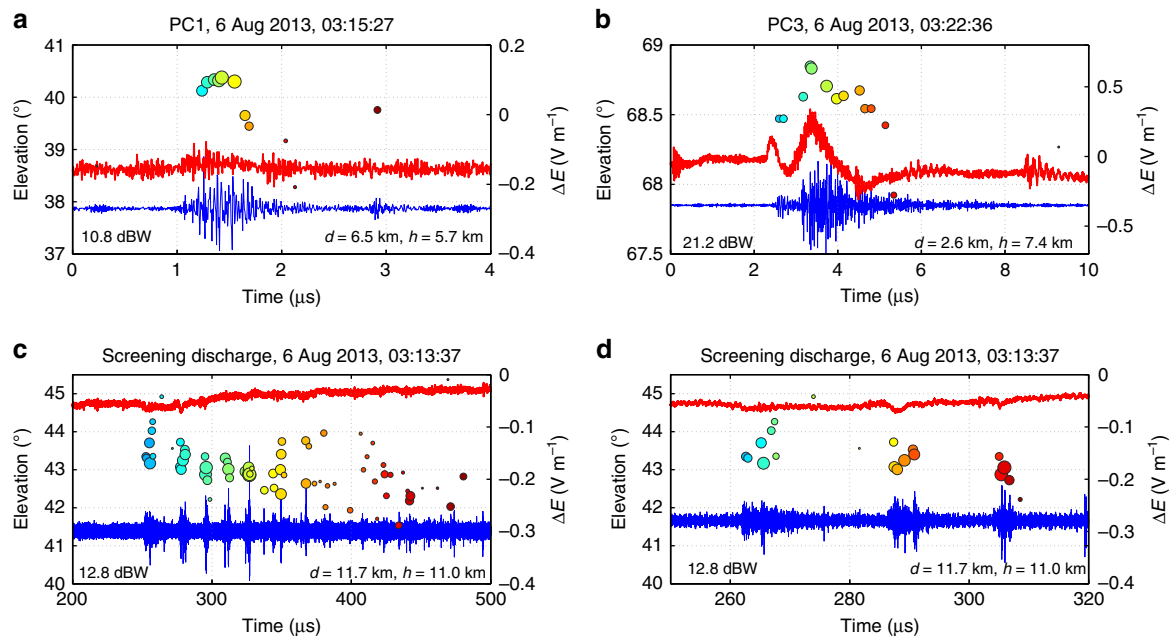 a
PC1, 6 Aug 2013, 03:15:27
41
40
39
38
37
Elevation (°)
0.2
0.1
0
−0.2
−0.4
ΔE (V m⁻¹)
10.8 dBW
d = 6.5 km, h = 5.7 km
0 1 2 3 4
Time (μs)
b
PC3, 6 Aug 2013, 03:22:36
69
68.5
68
67.5
Elevation (°)
0.5
0
−0.3
−0.5
ΔE (V m⁻¹)
21.2 dBW
d = 2.6 km, h = 7.4 km
0 2 4 6 8 10
Time (μs)
c
Screening discharge, 6 Aug 2013, 03:13:37
45
44
43
42
41
40
Elevation (°)
0
−0.1
−0.2
−0.3
−0.4
ΔE (V m⁻¹)
12.8 dBW
d = 11.7 km, h = 11.0 km
200 300 400 500
Time (μs)
d
Screening discharge, 6 Aug 2013, 03:13:37
45
44
43
42
41
40
Elevation (°)
0
−0.1
−0.2
−0.3
−0.4
ΔE (V m⁻¹)
12.8 dBW
d = 11.7 km, h = 11.0 km
260 280 300 320
Time (μs)